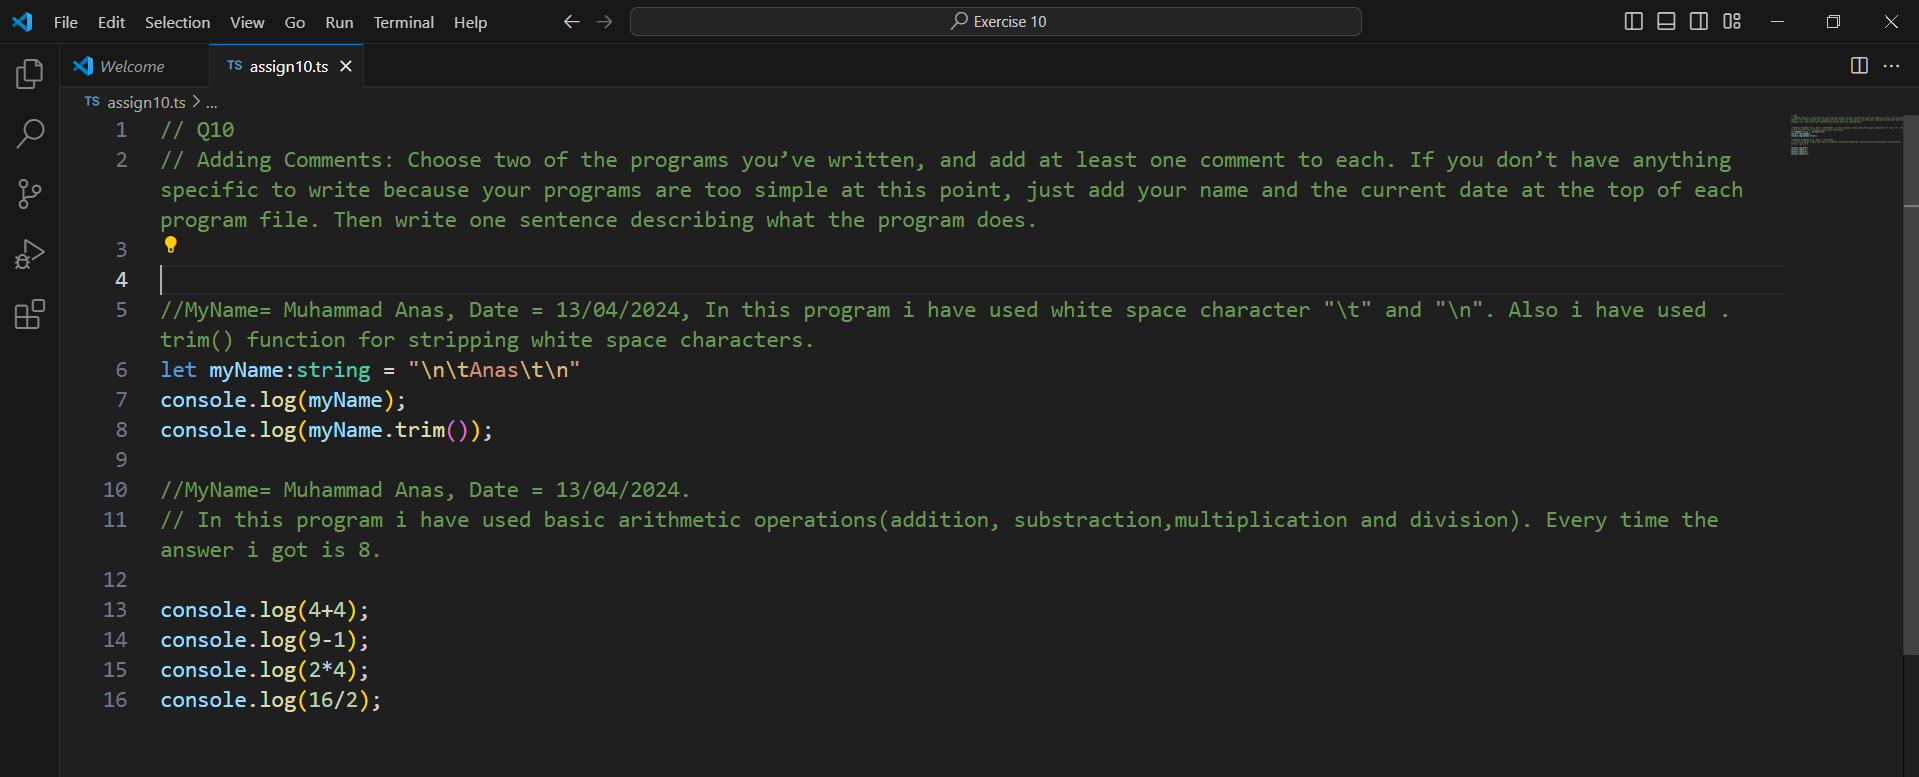 File Edit Selection View Go Run Terminal Help
Exercise 10
Welcome
TS assign10.ts
TS assign10.ts > ...
1 // Q10
2 // Adding Comments: Choose two of the programs you’ve written, and add at least one comment to each. If you don’t have anything
specific to write because your programs are too simple at this point, just add your name and the current date at the top of each
program file. Then write one sentence describing what the program does.
3
4
5 //MyName= Muhammad Anas, Date = 13/04/2024, In this program i have used white space character "\t" and "\n". Also i have used .
trim() function for stripping white space characters.
6 let myName:string = "\n\tAnas\t\n"
7 console.log(myName);
8 console.log(myName.trim());
9
10 //MyName= Muhammad Anas, Date = 13/04/2024.
11 // In this program i have used basic arithmetic operations(addition, substraction,multiplication and division). Every time the
answer i got is 8.
12
13 console.log(4+4);
14 console.log(9-1);
15 console.log(2*4);
16 console.log(16/2);